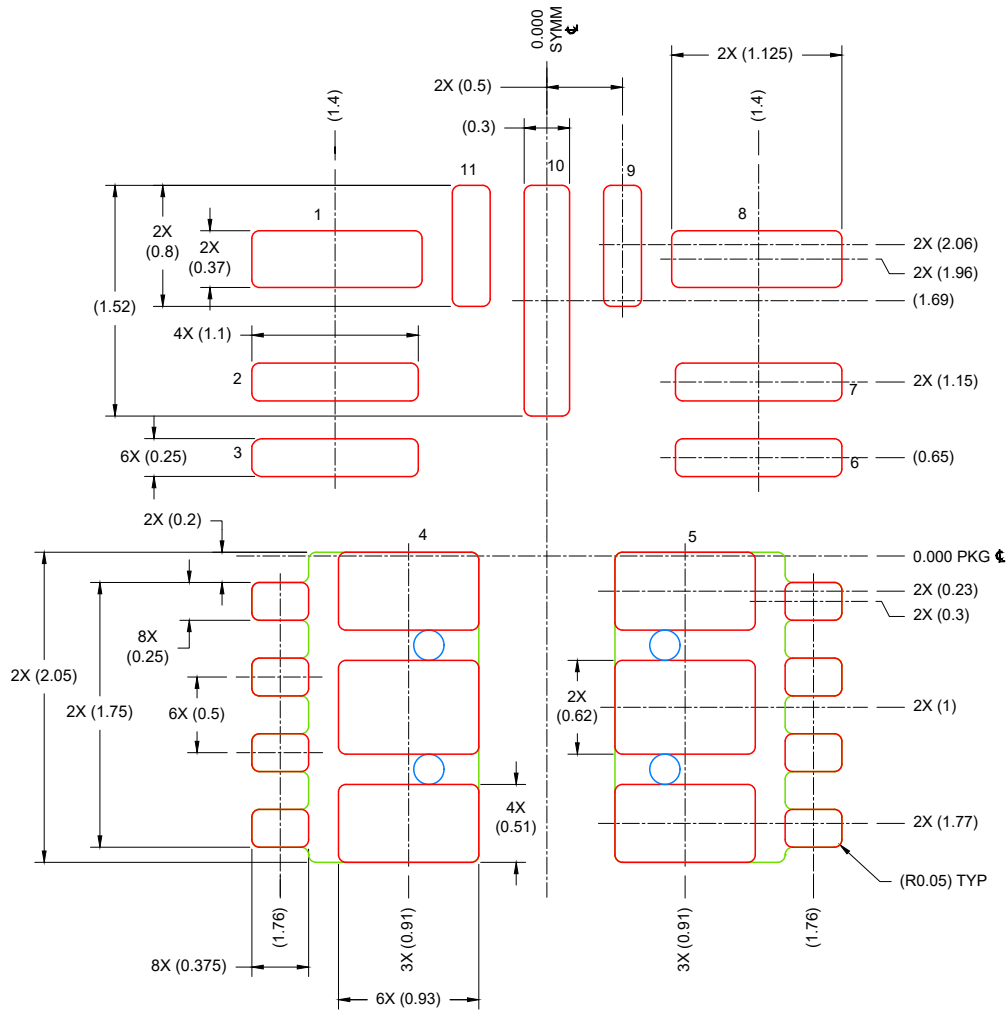 0.000
SYMM
℄
2X (0.5)
2X (1.125)
(1.4)
(1.4)
(0.3)
11
10
9
1
8
2X
(0.8)
2X
(0.37)
2X (2.06)
2X (1.96)
(1.52)
(1.69)
4X (1.1)
2
7
2X (1.15)
6X (0.25)
3
6
(0.65)
2X (0.2)
4
5
0.000 PKG ℄
2X (0.23)
2X (0.3)
8X
(0.25)
2X (2.05)
2X (1.75)
6X (0.5)
2X
(0.62)
2X (1)
4X
(0.51)
2X (1.77)
(R0.05) TYP
(1.76)
3X (0.91)
3X (0.91)
(1.76)
8X (0.375)
6X (0.93)